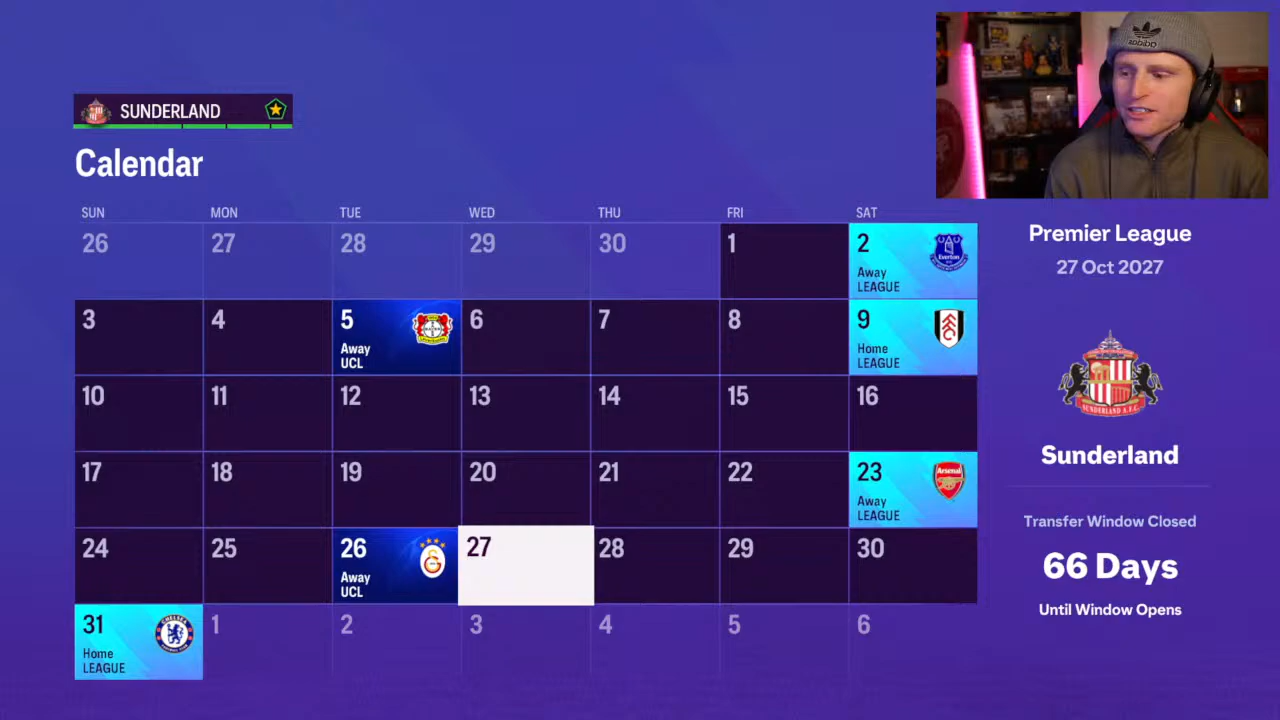 adidas
SUNDERLAND
Calendar
SUN MON TUE WED THU FRI SAT
26 27 28 29 30 1 2
Away
LEAGUE
Everton
3 4 5 6 7 8 9
Away
UCL
Home
LEAGUE
10 11 12 13 14 15 16
17 18 19 20 21 22 23
Away
LEAGUE
Arsenal
24 25 26 27 28 29 30
Away
UCL
31 1 2 3 4 5 6
Home
LEAGUE
Premier League
27 Oct 2027
SUNDERLAND A.F.C.
Sunderland
Transfer Window Closed
66 Days
Until Window Opens